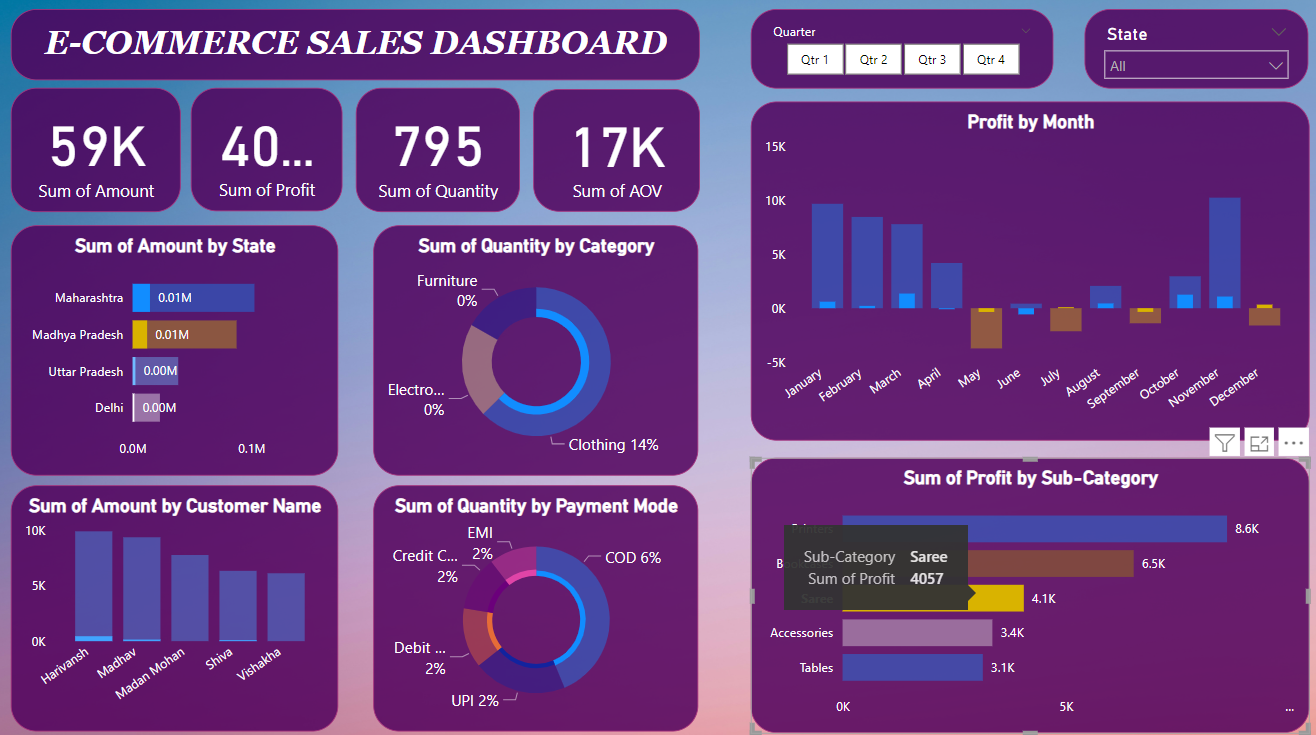 E-COMMERCE SALES DASHBOARD
Quarter
Qtr 1 Qtr 2 Qtr 3 Qtr 4
State
All
59K
Sum of Amount
40...
Sum of Profit
795
Sum of Quantity
17K
Sum of AOV
Profit by Month
15K
10K
5K
0K
-5K
January
February
March
April
May
June
July
August
September
October
November
December
Sum of Amount by State
Maharashtra 0.01M
Madhya Pradesh 0.01M
Uttar Pradesh 0.00M
Delhi 0.00M
0.0M 0.1M
Sum of Quantity by Category
Furniture
0%
Electro...
0%
Clothing 14%
Sum of Amount by Customer Name
10K
5K
0K
Harivansh
Madhav
Madan Mohan
Shiva
Vishakha
Sum of Quantity by Payment Mode
EMI
2%
Credit C...
2%
COD 6%
Debit ...
2%
UPI 2%
Sum of Profit by Sub-Category
Printers 8.6K
6.5K
Sub-Category Saree
Sum of Profit 4057
Saree 4.1K
Accessories 3.4K
Tables 3.1K
0K 5K ...